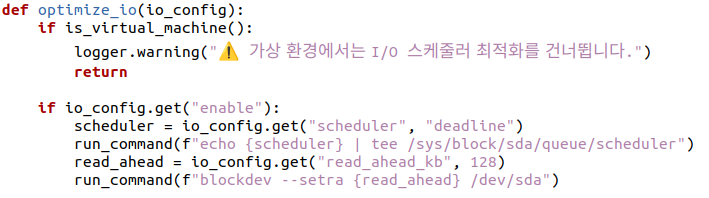 def optimize_io(io_config):
    if is_virtual_machine():
        logger.warning("⚠️ 가상 환경에서는 I/O 스케줄러 최적화를 건너뜁니다.")
        return

    if io_config.get("enable"):
        scheduler = io_config.get("scheduler", "deadline")
        run_command(f"echo {scheduler} | tee /sys/block/sda/queue/scheduler")
        read_ahead = io_config.get("read_ahead_kb", 128)
        run_command(f"blockdev --setra {read_ahead} /dev/sda")